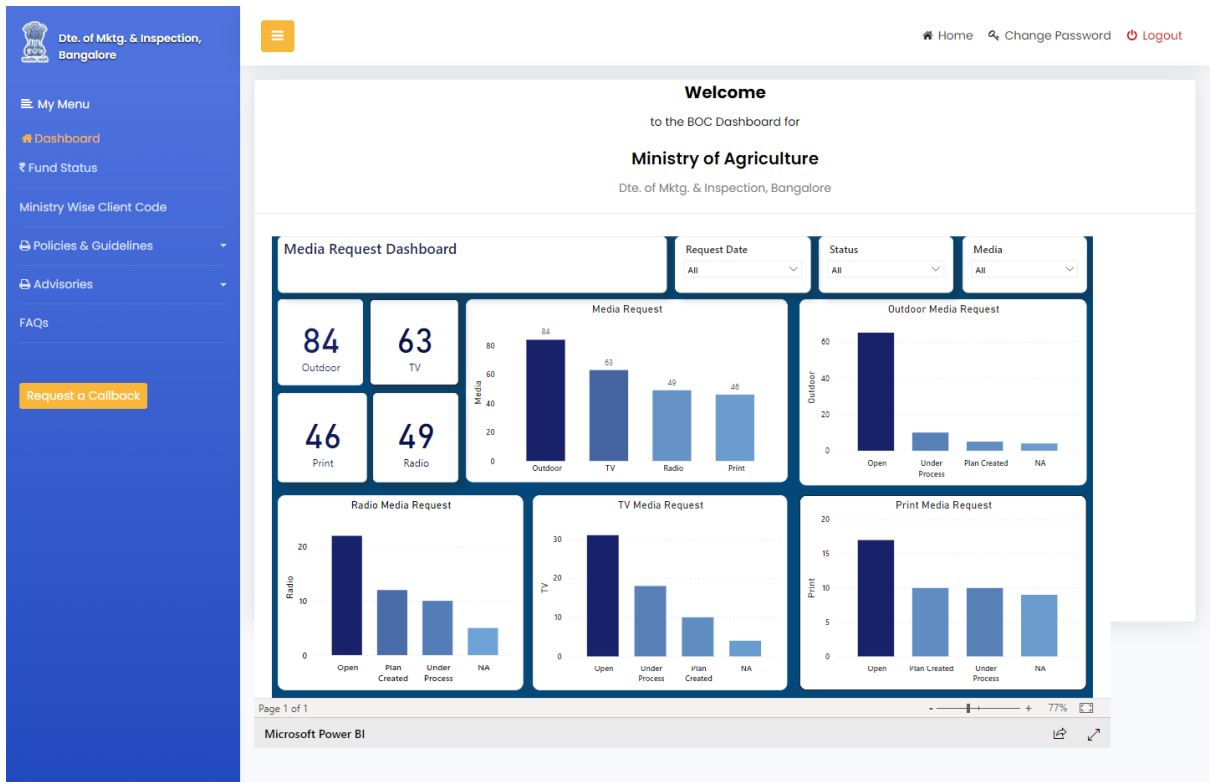 Dte. of Mktg. & Inspection,
Bangalore
My Menu
Dashboard
₹ Fund Status
Ministry Wise Client Code
Policies & Guidelines
Advisories
FAQs
Request a Callback
Home Change Password Logout
Welcome
to the BOC Dashboard for
Ministry of Agriculture
Dte. of Mktg. & Inspection, Bangalore
Media Request Dashboard
Request Date
All
Status
All
Media
All
84
Outdoor
63
TV
46
Print
49
Radio
Media Request
Media
80
60
40
20
0
84
63
49
46
Outdoor TV Radio Print
Outdoor Media Request
Outdoor
60
40
20
0
Open Under Plan Created NA
Process
Radio Media Request
Radio
20
10
0
Open Plan Under NA
Created Process
TV Media Request
TV
30
20
10
0
Open Under Plan NA
Process Created
Print Media Request
Print
20
15
10
5
0
Open Plan Created Under NA
Process
Page 1 of 1
- + 77%
Microsoft Power BI